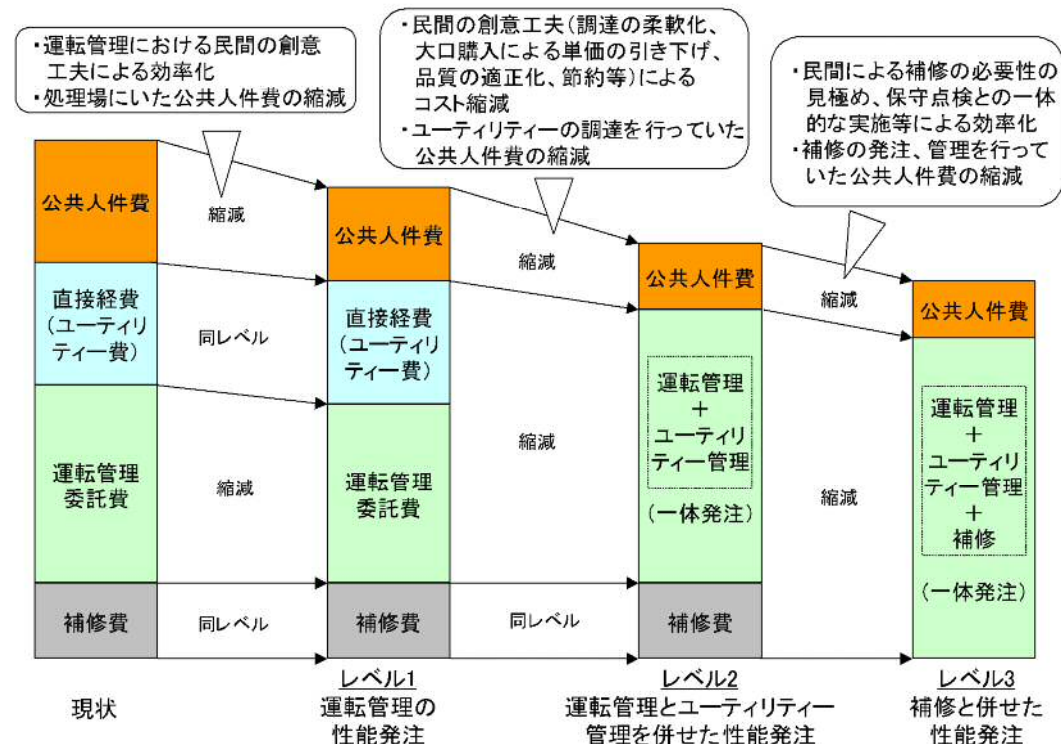 ・運転管理における民間の創意
工夫による効率化
・処理場にいた公共人件費の縮減
・民間の創意工夫(調達の柔軟化、
大口購入による単価の引き下げ、
品質の適正化、節約等)による
コスト縮減
・ユーティリティーの調達を行っていた
公共人件費の縮減
・民間による補修の必要性の
見極め、保守点検との一体
的な実施等による効率化
・補修の発注、管理を行って
いた公共人件費の縮減
公共人件費
直接経費
(ユーティリ
ティー費)
運転管理
委託費
補修費
縮減
同レベル
縮減
同レベル
公共人件費
直接経費
(ユーティリ
ティー費)
運転管理
委託費
補修費
縮減
縮減
同レベル
公共人件費
運転管理
+
ユーティリ
ティー管理
(一体発注)
補修費
縮減
縮減
公共人件費
運転管理
+
ユーティリ
ティー管理
+
補修
(一体発注)
現状
レベル1
運転管理の
性能発注
レベル2
運転管理とユーティリティー
管理を併せた性能発注
レベル3
補修と併せた
性能発注